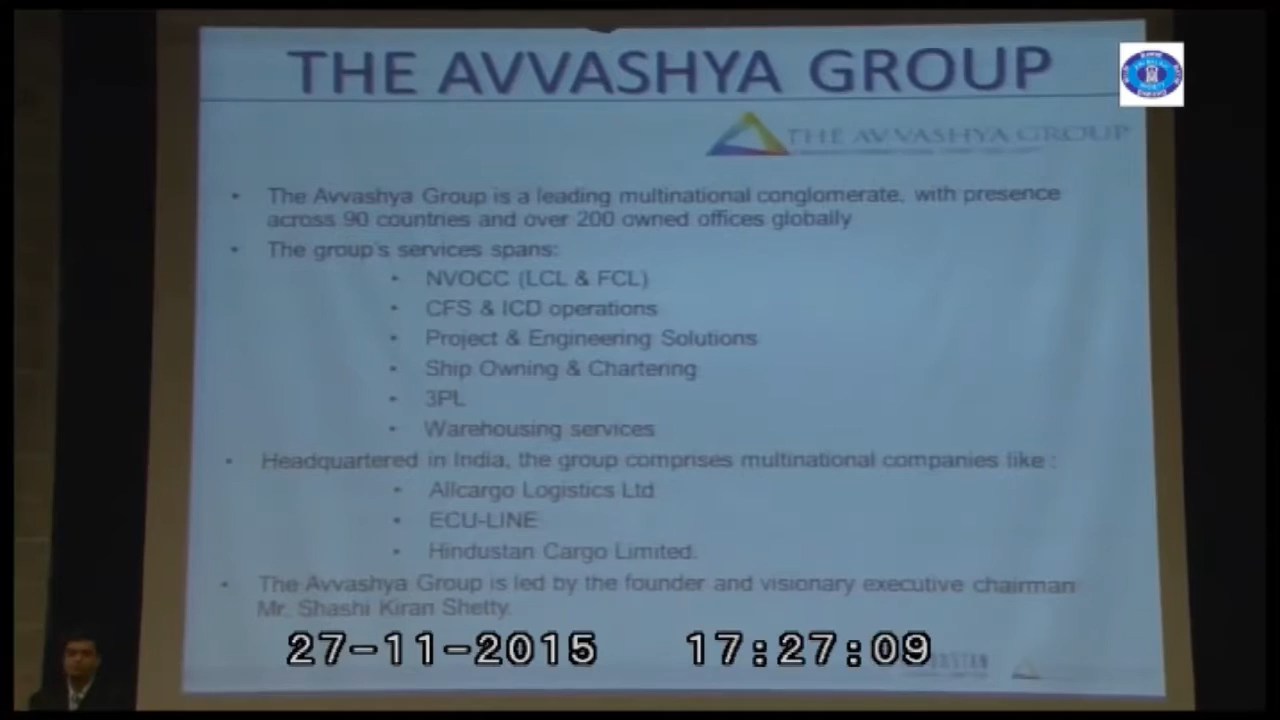 THE AVVASHYA GROUP
THE AVVASHYA GROUP
• The Avvashya Group is a leading multinational conglomerate, with presence
across 90 countries and over 200 owned offices globally
• The group's services spans:
• NVOCC (LCL & FCL)
• CFS & ICD operations
• Project & Engineering Solutions
• Ship Owning & Chartering
• 3PL
• Warehousing services
• Headquartered in India, the group comprises multinational companies like :
• Allcargo Logistics Ltd
• ECU-LINE
• Hindustan Cargo Limited.
• The Avvashya Group is led by the founder and visionary executive chairman
Mr. Shashi Kiran Shetty
27-11-2015 17:27:09